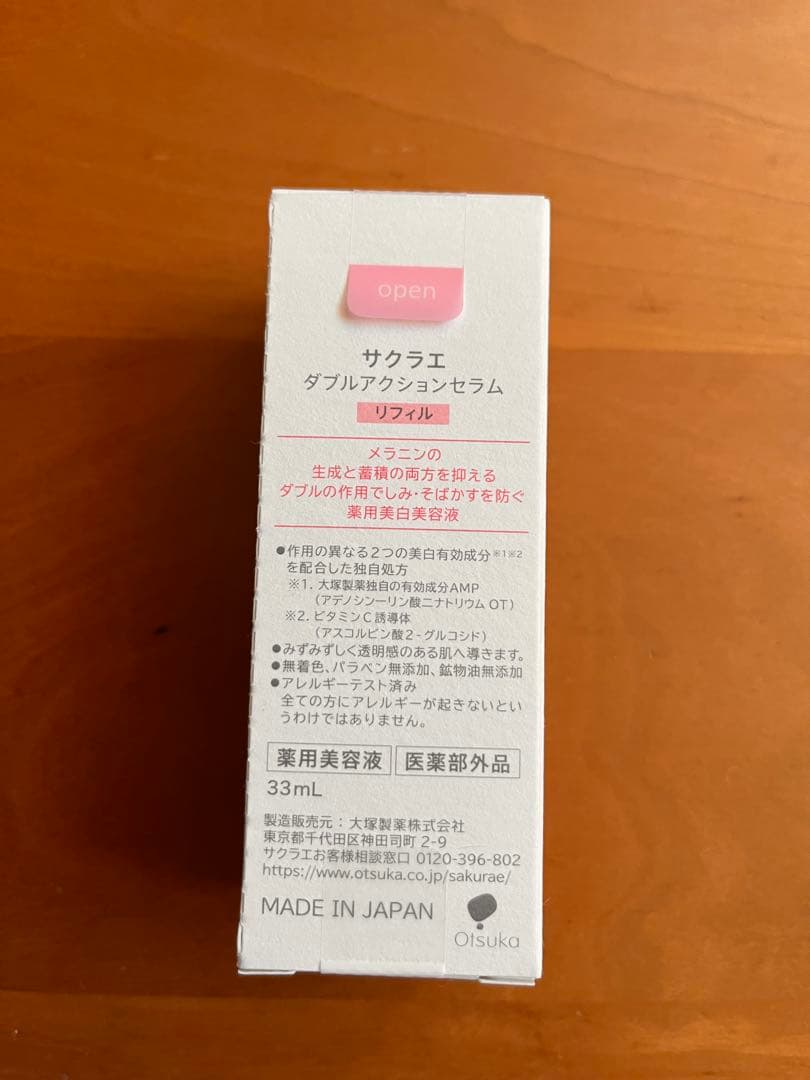 open
サクラエ
ダブルアクションセラム
リフィル
メラニンの
生成と蓄積の両方を抑える
ダブルの作用でしみ・そばかすを防ぐ
薬用美白美容液
●作用の異なる2つの美白有効成分※1※2
を配合した独自処方
※1. 大塚製薬独自の有効成分AMP
（アデノシン一リン酸二ナトリウム OT）
※2. ビタミンC誘導体
（アスコルビン酸2-グルコシド）
●みずみずしく透明感のある肌へ導きます。
●無着色、パラベン無添加、鉱物油無添加
●アレルギーテスト済み
全ての方にアレルギーが起きないとい
うわけではありません。
薬用美容液 医薬部外品
33mL
製造販売元：大塚製薬株式会社
東京都千代田区神田司町 2-9
サクラエお客様相談窓口 0120-396-802
https://www.otsuka.co.jp/sakurae/
MADE IN JAPAN
Otsuka